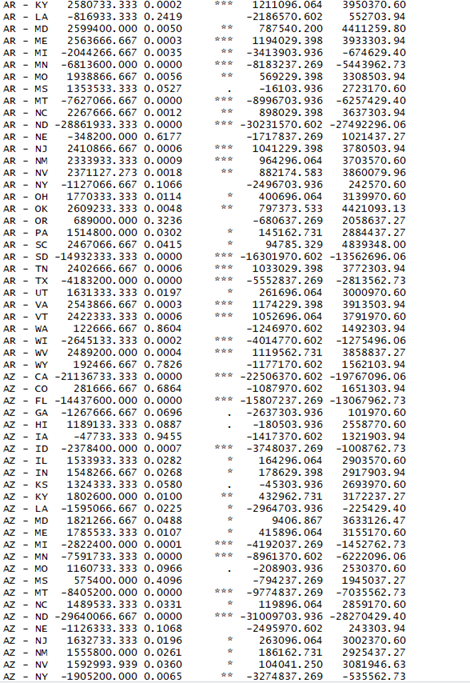 AR - KY 2580733.333 0.0002 *** 1211096.064 3950370.60
AR - LA -816933.333 0.2419 -2186570.602 552703.94
AR - MD 2599400.000 0.0050 ** 787540.200 4411259.80
AR - ME 2563666.667 0.0003 *** 1194029.398 3933303.94
AR - MI -2044266.667 0.0035 ** -3413903.936 -674629.40
AR - MN -6813600.000 0.0000 *** -8183237.269 -5443962.73
AR - MO 1938866.667 0.0056 ** 569229.398 3308503.94
AR - MS 1353533.333 0.0527 . -16103.936 2723170.60
AR - MT -7627066.667 0.0000 *** -8996703.936 -6257429.40
AR - NC 2267666.667 0.0012 ** 898029.398 3637303.94
AR - ND -28861933.333 0.0000 *** -30231570.602 -27492296.06
AR - NE -348200.000 0.6177 -1717837.269 1021437.27
AR - NJ 2410866.667 0.0006 *** 1041229.398 3780503.94
AR - NM 2333933.333 0.0009 *** 964296.064 3703570.60
AR - NV 2371127.273 0.0018 ** 882174.583 3860079.96
AR - NY -1127066.667 0.1066 -2496703.936 242570.60
AR - OH 1770333.333 0.0114 * 400696.064 3139970.60
AR - OK 2609233.333 0.0048 ** 797373.533 4421093.13
AR - OR 689000.000 0.3236 -680637.269 2058637.27
AR - PA 1514800.000 0.0302 * 145162.731 2884437.27
AR - SC 2467066.667 0.0415 * 94785.329 4839348.00
AR - SD -14932333.333 0.0000 *** -16301970.602 -13562696.06
AR - TN 2402666.667 0.0006 *** 1033029.398 3772303.94
AR - TX -4183200.000 0.0000 *** -5552837.269 -2813562.73
AR - UT 1631333.333 0.0197 * 261696.064 3000970.60
AR - VA 2543866.667 0.0003 *** 1174229.398 3913503.94
AR - VT 2422333.333 0.0006 *** 1052696.064 3791970.60
AR - WA 122666.667 0.8604 -1246970.602 1492303.94
AR - WI -2645133.333 0.0002 *** -4014770.602 -1275496.06
AR - WV 2489200.000 0.0004 *** 1119562.731 3858837.27
AR - WY 192466.667 0.7826 -1177170.602 1562103.94
AZ - CA -21136733.333 0.0000 *** -22506370.602 -19767096.06
AZ - CO 281666.667 0.6864 -1087970.602 1651303.94
AZ - FL -14437600.000 0.0000 *** -15807237.269 -13067962.73
AZ - GA -1267666.667 0.0696 . -2637303.936 101970.60
AZ - HI 1189133.333 0.0887 . -180503.936 2558770.60
AZ - IA -47733.333 0.9455 -1417370.602 1321903.94
AZ - ID -2378400.000 0.0007 *** -3748037.269 -1008762.73
AZ - IL 1533933.333 0.0282 * 164296.064 2903570.60
AZ - IN 1548266.667 0.0268 * 178629.398 2917903.94
AZ - KS 1324333.333 0.0580 . -45303.936 2693970.60
AZ - KY 1802600.000 0.0100 ** 432962.731 3172237.27
AZ - LA -1595066.667 0.0225 * -2964703.936 -225429.40
AZ - MD 1821266.667 0.0488 * 9406.867 3633126.47
AZ - ME 1785533.333 0.0107 * 415896.064 3155170.60
AZ - MI -2822400.000 0.0001 *** -4192037.269 -1452762.73
AZ - MN -7591733.333 0.0000 *** -8961370.602 -6222096.06
AZ - MO 1160733.333 0.0966 . -208903.936 2530370.60
AZ - MS 575400.000 0.4096 -794237.269 1945037.27
AZ - MT -8405200.000 0.0000 *** -9774837.269 -7035562.73
AZ - NC 1489533.333 0.0331 * 119896.064 2859170.60
AZ - ND -29640066.667 0.0000 *** -31009703.936 -28270429.40
AZ - NE -1126333.333 0.1068 -2495970.602 243303.94
AZ - NJ 1632733.333 0.0196 * 263096.064 3002370.60
AZ - NM 1555800.000 0.0261 * 186162.731 2925437.27
AZ - NV 1592993.939 0.0360 * 104041.250 3081946.63
AZ - NY -1905200.000 0.0065 ** -3274837.269 -535562.73